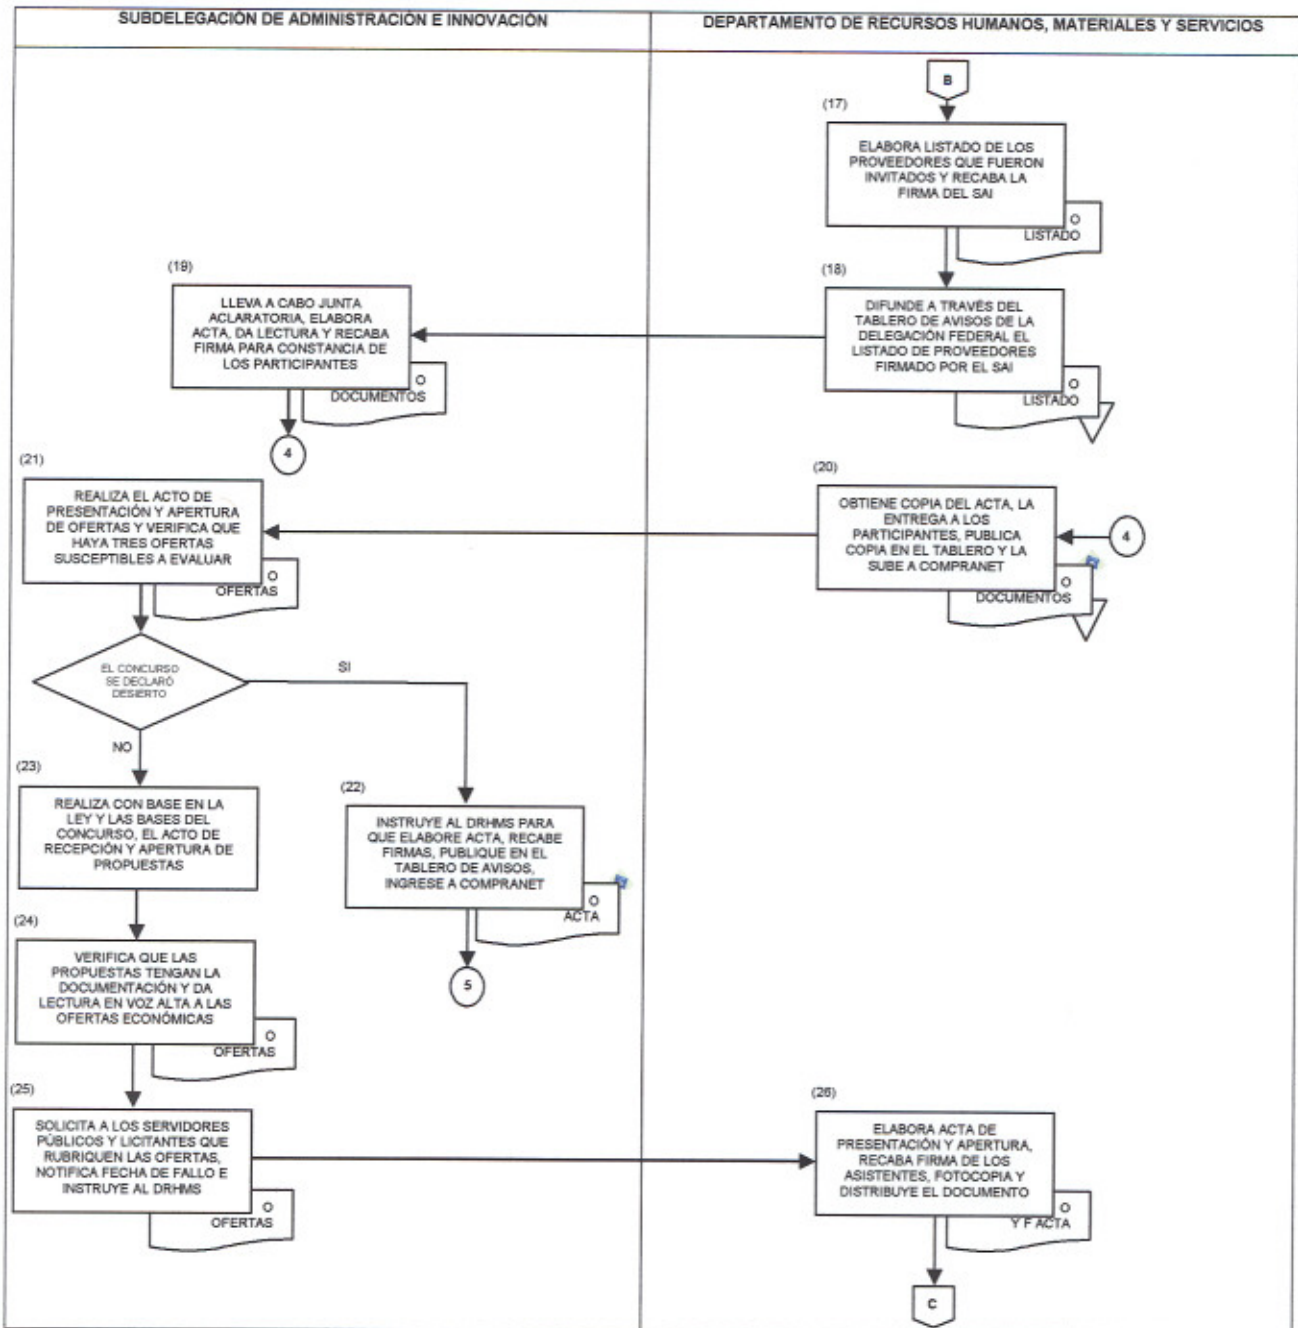 SUBDELEGACIÓN DE ADMINISTRACIÓN E INNOVACIÓN
DEPARTAMENTO DE RECURSOS HUMANOS, MATERIALES Y SERVICIOS
B
(17)
ELABORA LISTADO DE LOS
PROVEEDORES QUE FUERON
INVITADOS Y RECABA LA
FIRMA DEL SAI
O
LISTADO
(18)
DIFUNDE A TRAVÉS DEL
TABLERO DE AVISOS DE LA
DELEGACIÓN FEDERAL EL
LISTADO DE PROVEEDORES
FIRMADO POR EL SAI
O
LISTADO
(19)
LLEVA A CABO JUNTA
ACLARATORIA, ELABORA
ACTA, DA LECTURA Y RECABA
FIRMA PARA CONSTANCIA DE
LOS PARTICIPANTES
O
DOCUMENTOS
4
(20)
OBTIENE COPIA DEL ACTA, LA
ENTREGA A LOS
PARTICIPANTES, PUBLICA
COPIA EN EL TABLERO Y LA
SUBE A COMPRANET
4
O
DOCUMENTOS
(21)
REALIZA EL ACTO DE
PRESENTACIÓN Y APERTURA
DE OFERTAS Y VERIFICA QUE
HAYA TRES OFERTAS
SUSCEPTIBLES A EVALUAR
O
OFERTAS
EL CONCURSO
SE DECLARÓ
DESIERTO
SI
NO
(22)
INSTRUYE AL DRHMS PARA
QUE ELABORE ACTA, RECABE
FIRMAS, PUBLIQUE EN EL
TABLERO DE AVISOS,
INGRESE A COMPRANET
O
ACTA
5
(23)
REALIZA CON BASE EN LA
LEY Y LAS BASES DEL
CONCURSO, EL ACTO DE
RECEPCIÓN Y APERTURA DE
PROPUESTAS
(24)
VERIFICA QUE LAS
PROPUESTAS TENGAN LA
DOCUMENTACIÓN Y DA
LECTURA EN VOZ ALTA A LAS
OFERTAS ECONÓMICAS
O
OFERTAS
(25)
SOLICITA A LOS SERVIDORES
PÚBLICOS Y LICITANTES QUE
RUBRIQUEN LAS OFERTAS,
NOTIFICA FECHA DE FALLO E
INSTRUYE AL DRHMS
O
OFERTAS
(26)
ELABORA ACTA DE
PRESENTACIÓN Y APERTURA,
RECABA FIRMA DE LOS
ASISTENTES, FOTOCOPIA Y
DISTRIBUYE EL DOCUMENTO
O
Y F ACTA
C